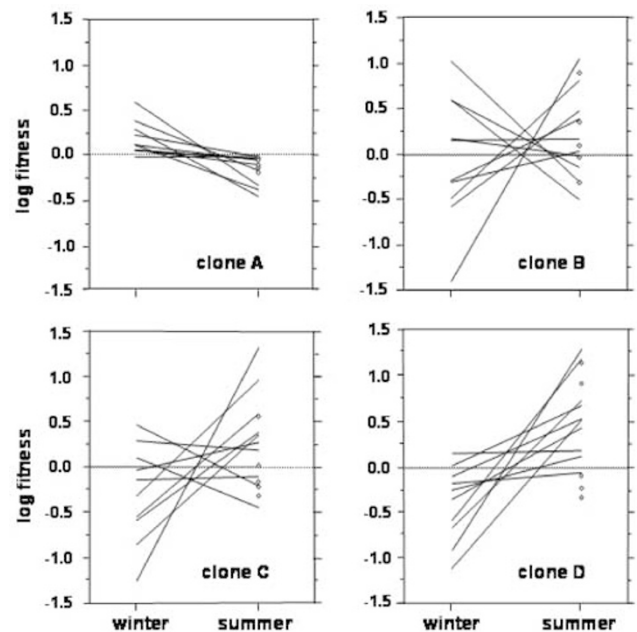 1.5 1.5
1.0 1.0
0.5 0.5
log fitness 0.0 0.0
-0.5 -0.5
-1.0 clone A -1.0 clone B
-1.5 -1.5
1.5 1.5
1.0 1.0
0.5 0.5
log fitness 0.0 0.0
-0.5 -0.5
-1.0 clone C -1.0 clone D
-1.5 -1.5
winter summer winter summer